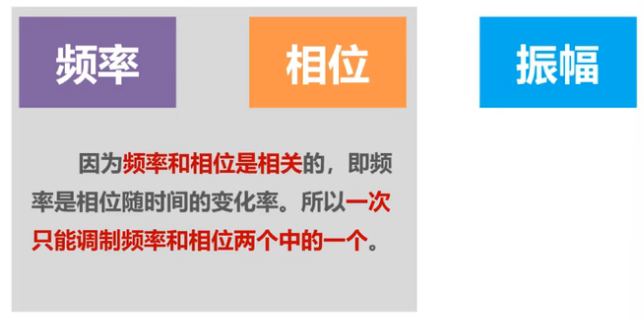 频率
相位
振幅
因为频率和相位是相关的，即频
率是相位随时间的变化率。所以一次
只能调制频率和相位两个中的一个。